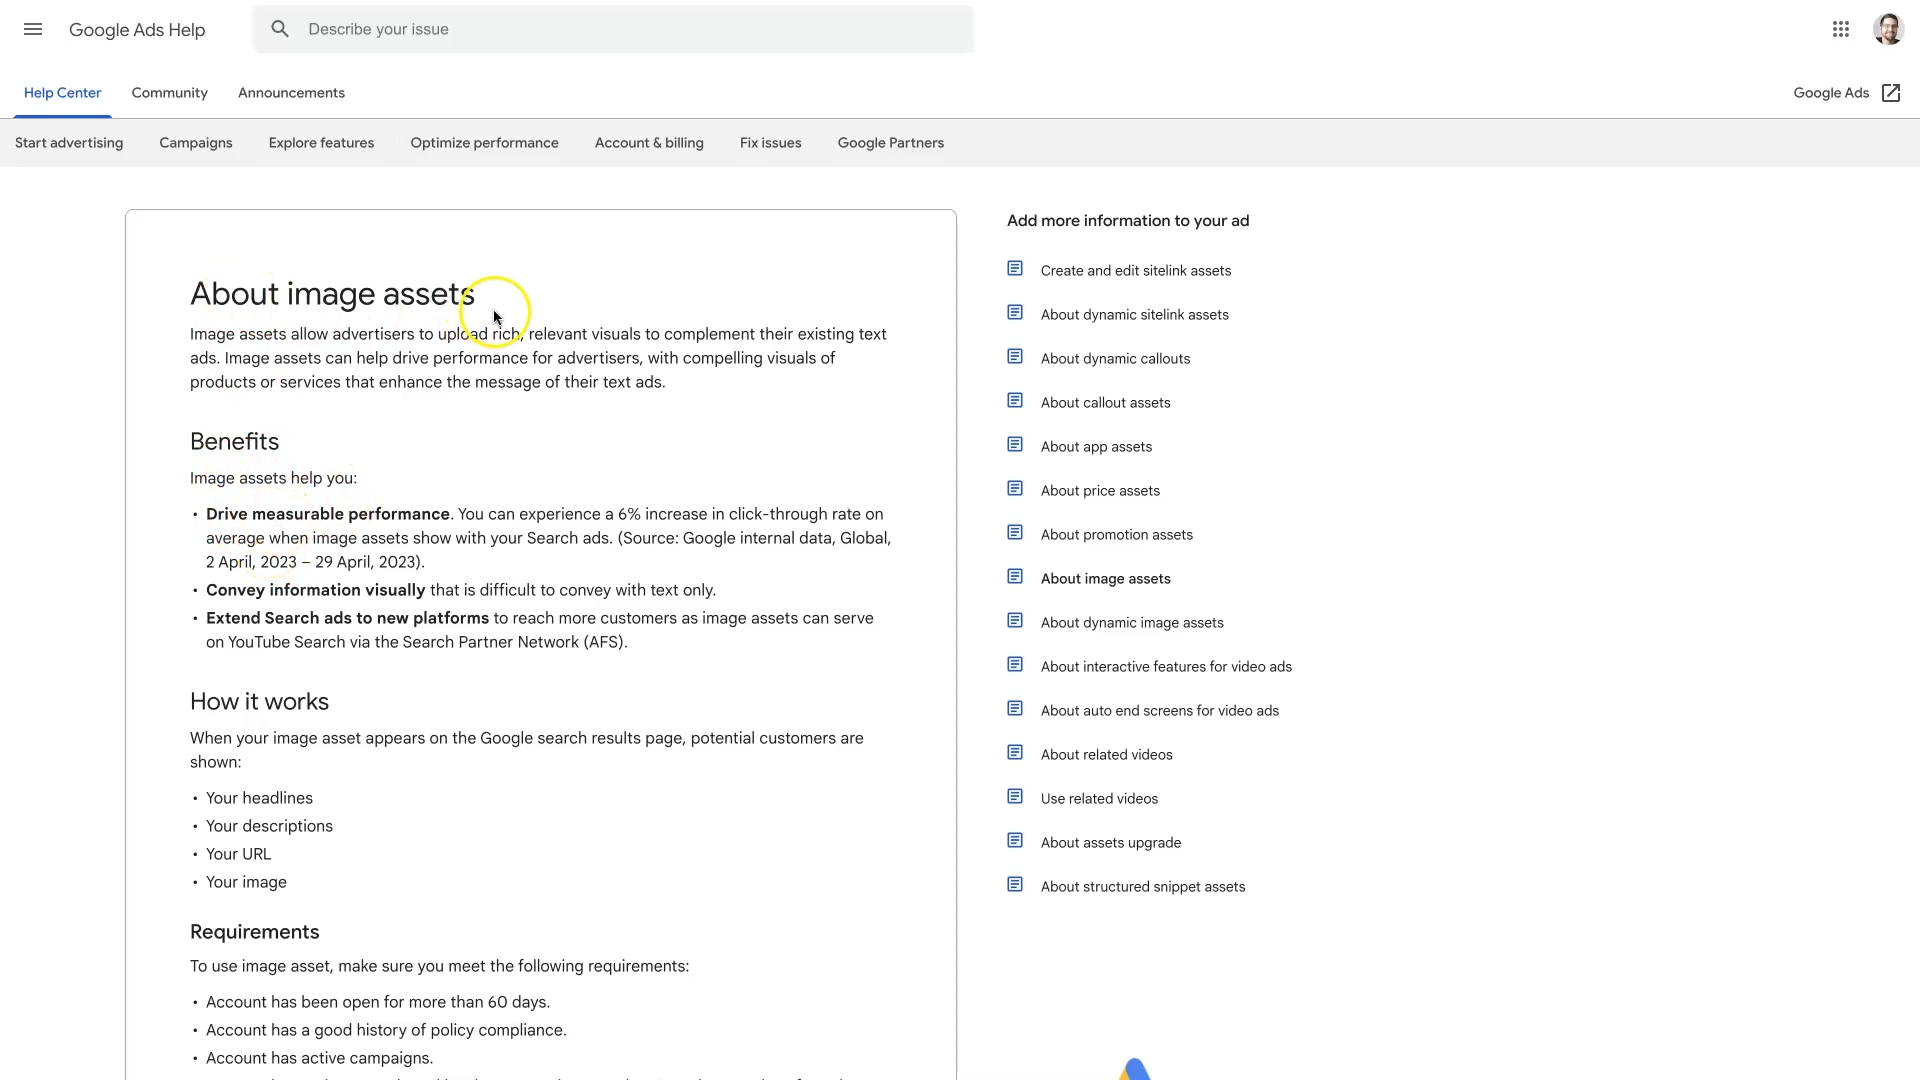 Google Ads Help
Describe your issue
Help Center
Community
Announcements
Google Ads
Start advertising
Campaigns
Explore features
Optimize performance
Account & billing
Fix issues
Google Partners
About image assets
Image assets allow advertisers to upload rich, relevant visuals to complement their existing text
ads. Image assets can help drive performance for advertisers, with compelling visuals of
products or services that enhance the message of their text ads.
Benefits
Image assets help you:
• Drive measurable performance. You can experience a 6% increase in click-through rate on
average when image assets show with your Search ads. (Source: Google internal data, Global,
2 April, 2023 – 29 April, 2023).
• Convey information visually that is difficult to convey with text only.
• Extend Search ads to new platforms to reach more customers as image assets can serve
on YouTube Search via the Search Partner Network (AFS).
How it works
When your image asset appears on the Google search results page, potential customers are
shown:
• Your headlines
• Your descriptions
• Your URL
• Your image
Requirements
To use image asset, make sure you meet the following requirements:
• Account has been open for more than 60 days.
• Account has a good history of policy compliance.
• Account has active campaigns.
Add more information to your ad
Create and edit sitelink assets
About dynamic sitelink assets
About dynamic callouts
About callout assets
About app assets
About price assets
About promotion assets
About image assets
About dynamic image assets
About interactive features for video ads
About auto end screens for video ads
About related videos
Use related videos
About assets upgrade
About structured snippet assets